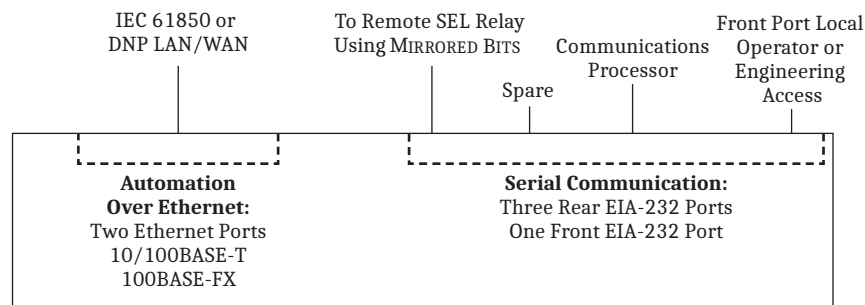 IEC 61850 or
DNP LAN/WAN
To Remote SEL Relay
Using MIRRORED BITS
Spare
Communications
Processor
Front Port Local
Operator or
Engineering
Access
Automation
Over Ethernet:
Two Ethernet Ports
10/100BASE-T
100BASE-FX
Serial Communication:
Three Rear EIA-232 Ports
One Front EIA-232 Port